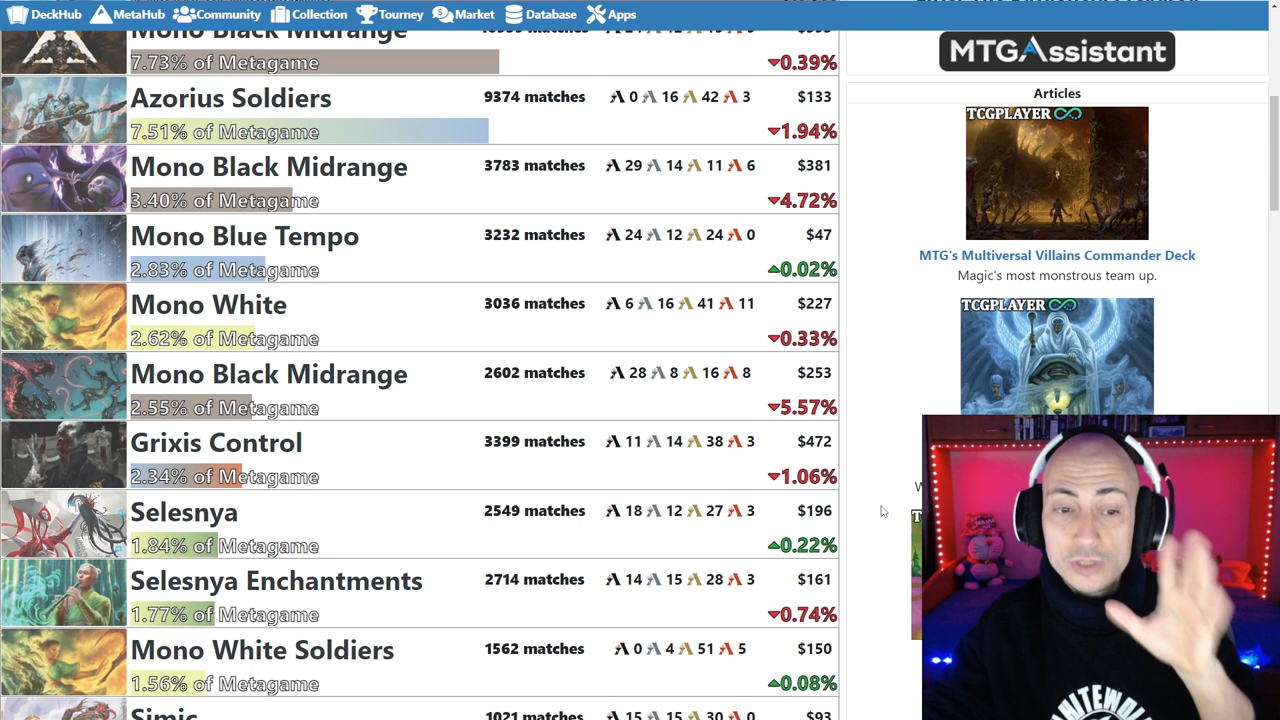 DeckHub MetaHub Community Collection Tourney Market Database Apps
Mono Black Midrange
7.73% of Metagame 0.39%
Azorius Soldiers 9374 matches 0 16 42 3 $133
7.51% of Metagame 1.94%
Mono Black Midrange 3783 matches 29 14 11 6 $381
3.40% of Metagame 4.72%
Mono Blue Tempo 3232 matches 24 12 24 0 $47
2.83% of Metagame 0.02%
Mono White 3036 matches 6 16 41 11 $227
2.62% of Metagame 0.33%
Mono Black Midrange 2602 matches 28 8 16 8 $253
2.55% of Metagame 5.57%
Grixis Control 3399 matches 11 14 38 3 $472
2.34% of Metagame 1.06%
Selesnya 2549 matches 18 12 27 3 $196
1.84% of Metagame 0.22%
Selesnya Enchantments 2714 matches 14 15 28 3 $161
1.77% of Metagame 0.74%
Mono White Soldiers 1562 matches 0 4 51 5 $150
1.56% of Metagame 0.08%
Simic 1021 matches 15 15 30 0 $93
MTGAssistant
Articles
TCGPLAYER
MTG's Multiversal Villains Commander Deck
Magic's most monstrous team up.
TCGPLAYER